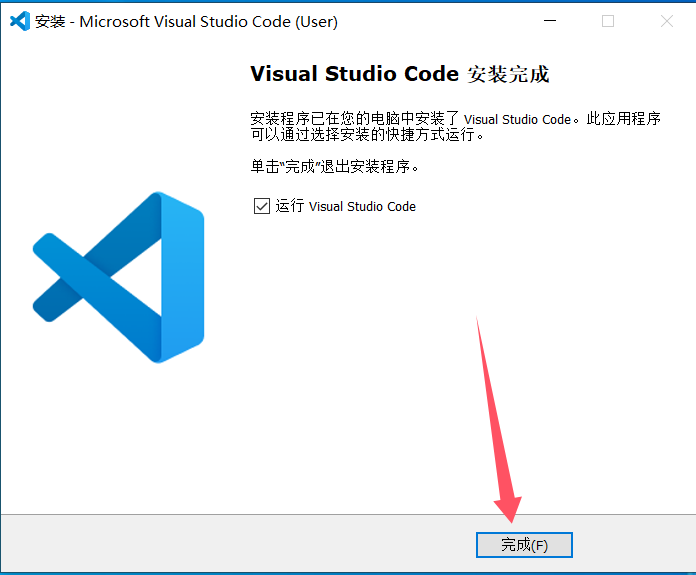 安装 - Microsoft Visual Studio Code (User)
Visual Studio Code 安装完成
安装程序已在您的电脑中安装了 Visual Studio Code。此应用程序
可以通过选择安装的快捷方式运行。
单击“完成”退出安装程序。
运行 Visual Studio Code
完成(F)